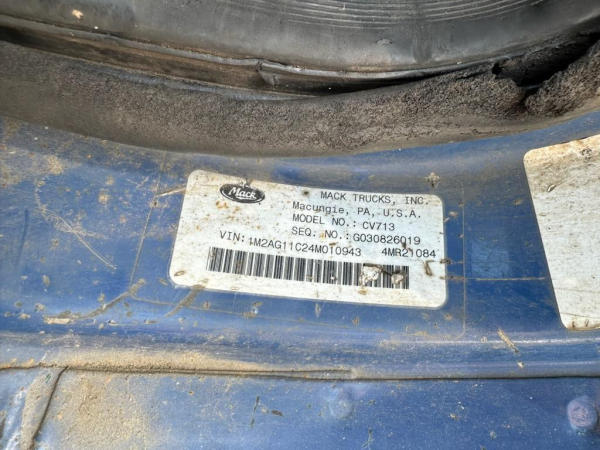 Mack
MACK TRUCKS, INC.
Macungie, PA, U.S.A.
MODEL NO.: CV713
SEQ. NO.: G030826019
VIN: 1M2AG11C24M010943 4MR21084